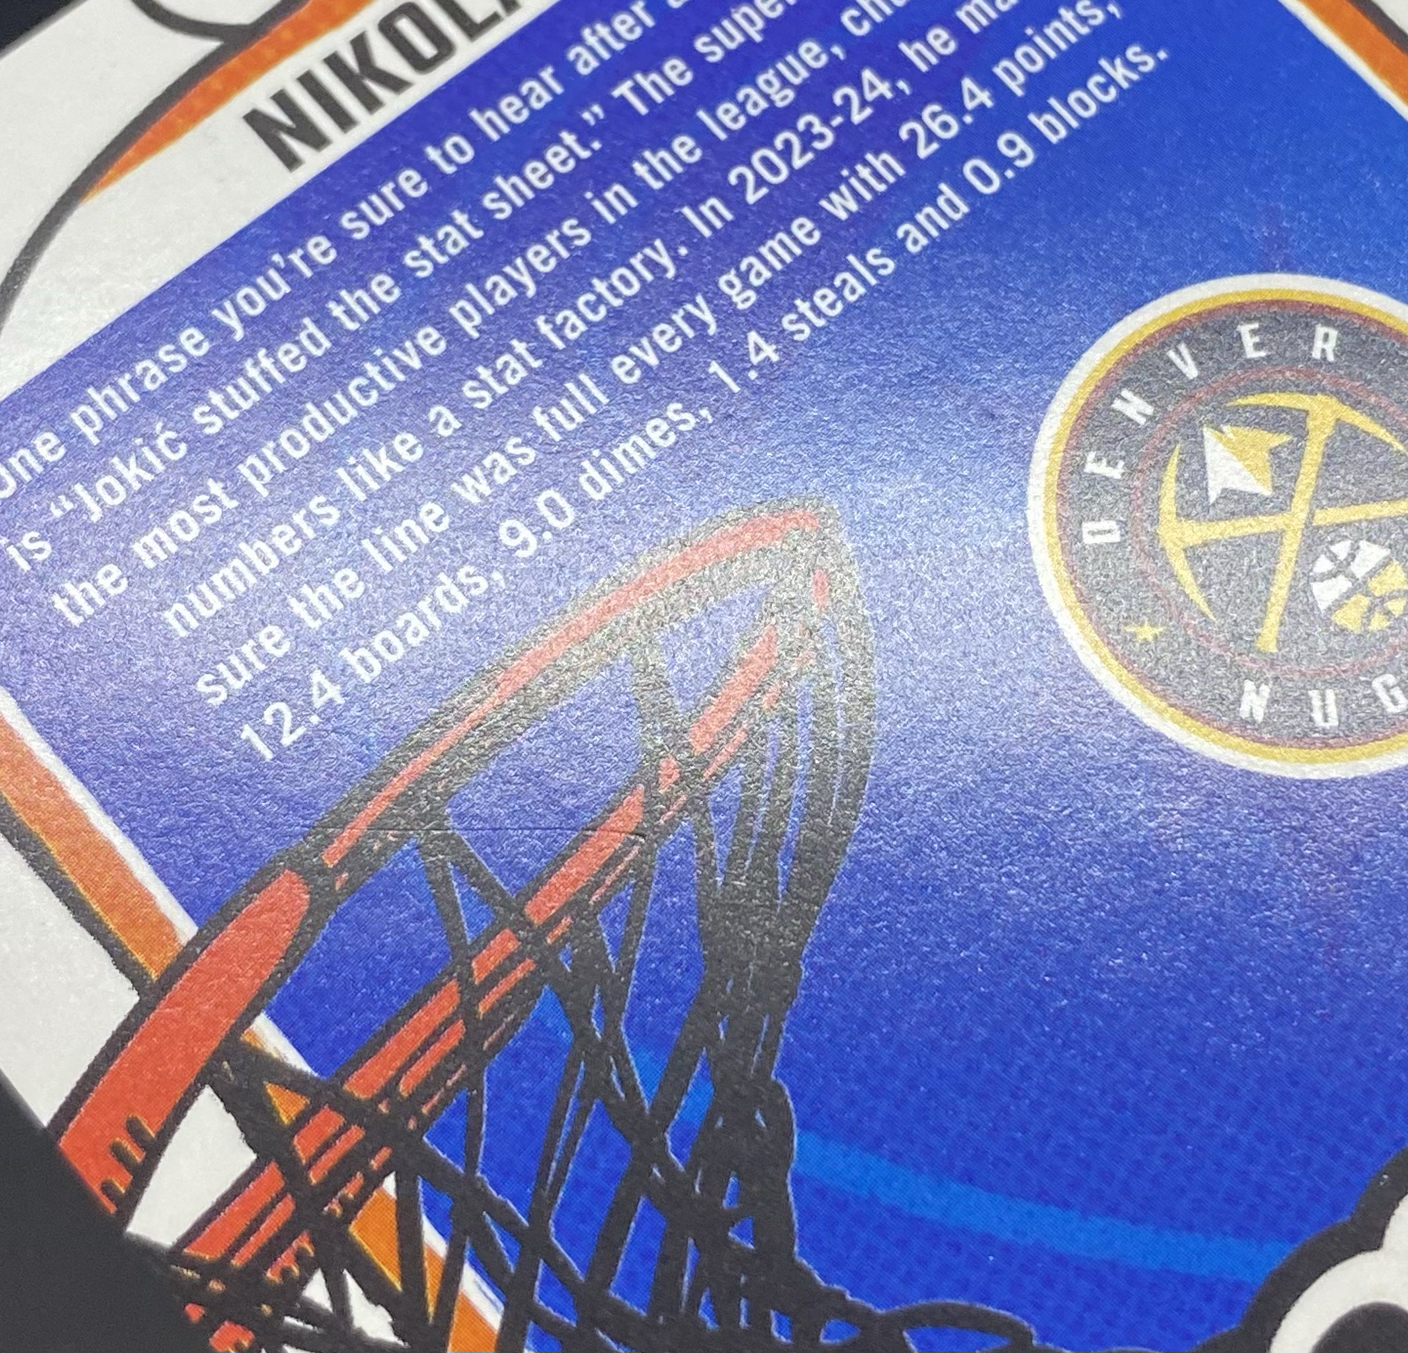 NIKOL
One phrase you're sure to hear after
is “Jokić stuffed the stat sheet.” The
the most productive players in the league,
numbers like a stat factory. In 2023-24, he
sure the line was full every game with 26.4 points,
12.4 boards, 9.0 dimes, 1.4 steals and 0.9 blocks.
DENVER
NUG